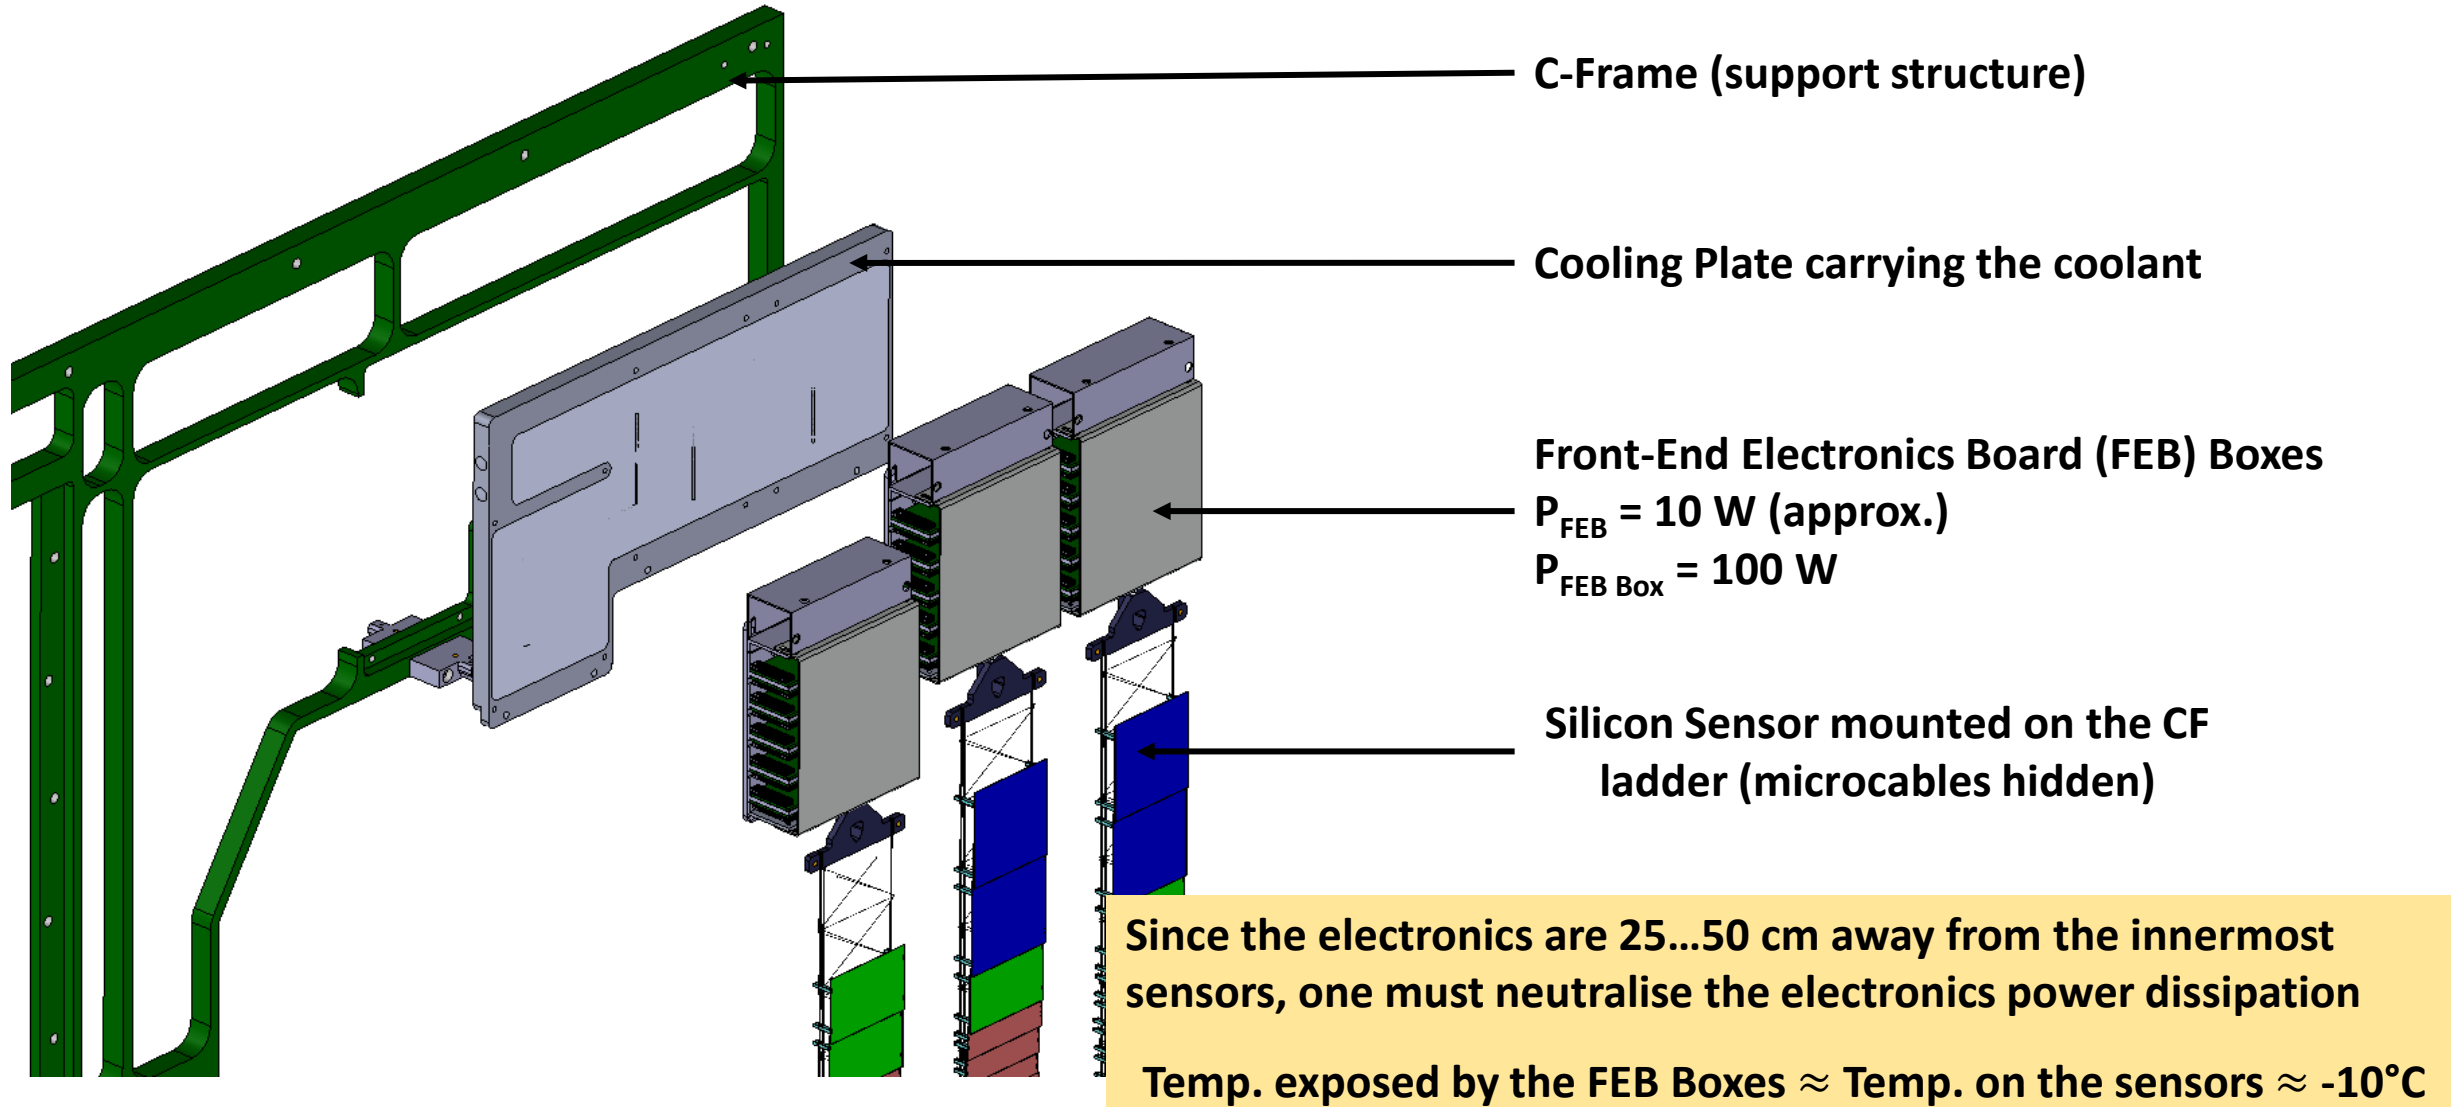 C-Frame (support structure)
Cooling Plate carrying the coolant
Front-End Electronics Board (FEB) Boxes
P_FEB = 10 W (approx.)
P_FEB Box = 100 W
Silicon Sensor mounted on the CF
ladder (microcables hidden)
Since the electronics are 25…50 cm away from the innermost
sensors, one must neutralise the electronics power dissipation
Temp. exposed by the FEB Boxes ≈ Temp. on the sensors ≈ -10°C